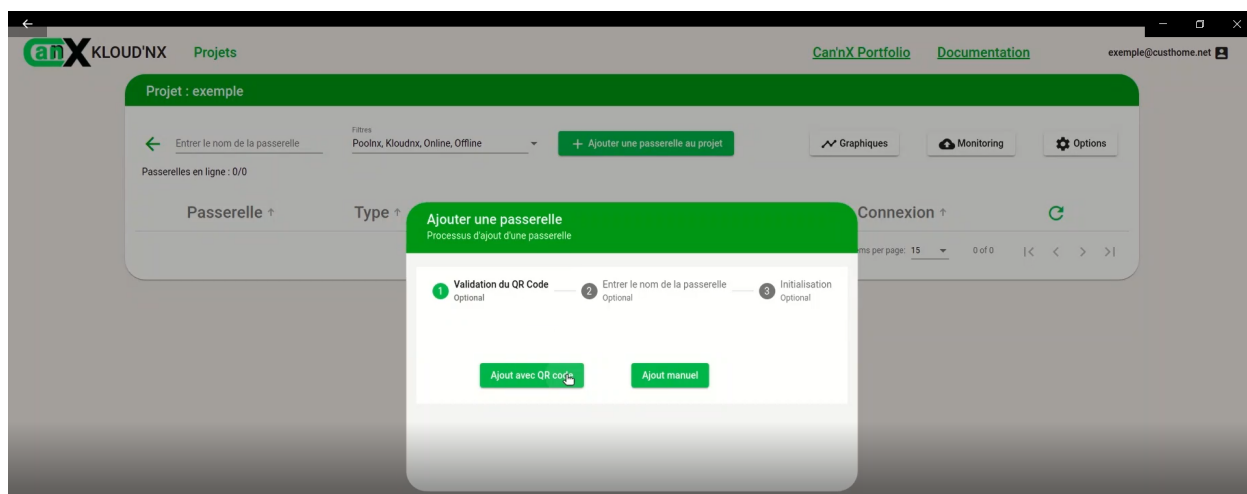 Can'X KLOUD'NX Projets Can'nX Portfolio Documentation exemple@custhome.net
Projet : exemple
Filtres
Entrer le nom de la passerelle Poolnx, Kloudnx, Online, Offline + Ajouter une passerelle au projet Graphiques Monitoring Options
Passerelles en ligne : 0/0
Passerelle ↑ Type ↑ Connexion ↑
ms per page: 15 0 of 0
Ajouter une passerelle
Processus d'ajout d'une passerelle
1 Validation du QR Code 2 Entrer le nom de la passerelle 3 Initialisation
Optional Optional Optional
Ajout avec QR code Ajout manuel